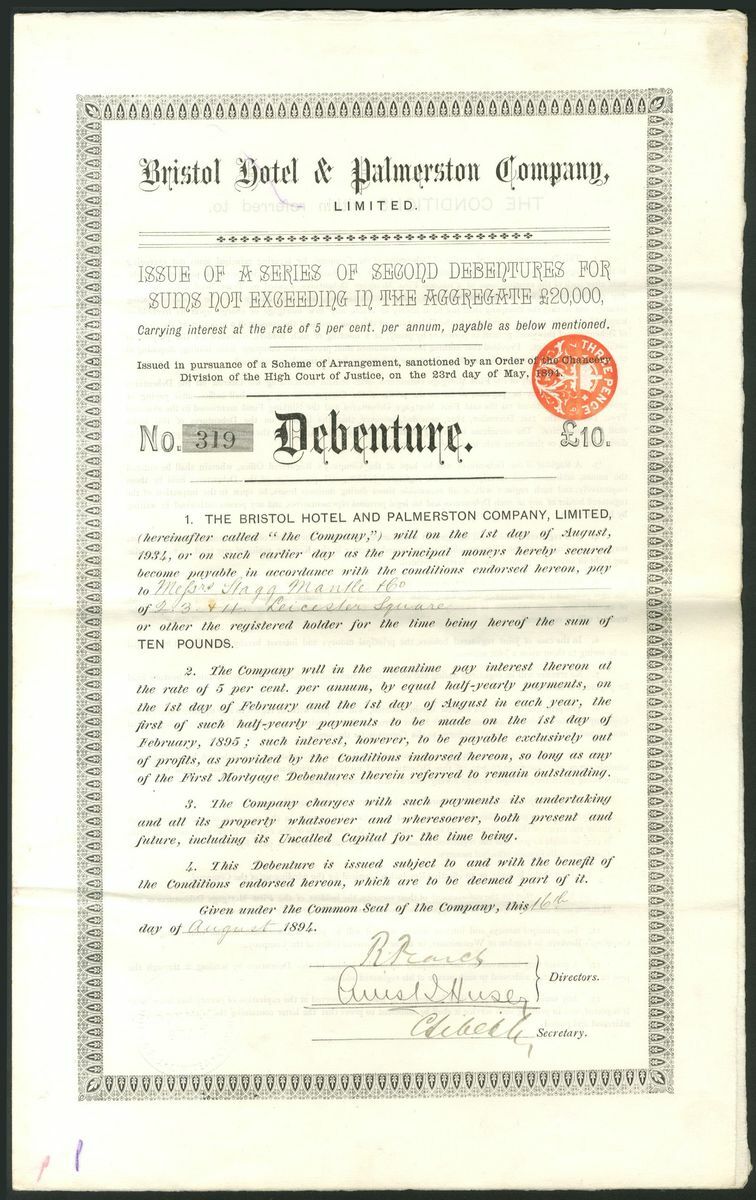 Bristol Hotel & Palmerston Company,
LIMITED.
ISSUE OF A SERIES OF SECOND DEBENTURES FOR
SUMS NOT EXCEEDING IN THE AGGREGATE £20,000,
Carrying interest at the rate of 5 per cent. per annum, payable as below mentioned.
Issued in pursuance of a Scheme of Arrangement, sanctioned by an Order of the Chancery
Division of the High Court of Justice, on the 23rd day of May, 1894.
THREE PENCE
No. 319 Debenture. £10.
1. THE BRISTOL HOTEL AND PALMERSTON COMPANY, LIMITED,
(hereinafter called "the Company,") will on the 1st day of August,
1934, or on such earlier day as the principal moneys hereby secured
become payable in accordance with the conditions endorsed hereon, pay
to Messrs Stagg Mantle & Co
of 2. 3. & 4. Leicester Square
or other the registered holder for the time being hereof the sum of
TEN POUNDS.
2. The Company will in the meantime pay interest thereon at
the rate of 5 per cent. per annum, by equal half-yearly payments, on
the 1st day of February and the 1st day of August in each year, the
first of such half-yearly payments to be made on the 1st day of
February, 1895; such interest, however, to be payable exclusively out
of profits, as provided by the Conditions indorsed hereon, so long as any
of the First Mortgage Debentures therein referred to remain outstanding.
3. The Company charges with such payments its undertaking
and all its property whatsoever and wheresoever, both present and
future, including its Uncalled Capital for the time being.
4. This Debenture is issued subject to and with the benefit of
the Conditions endorsed hereon, which are to be deemed part of it.
Given under the Common Seal of the Company, this 16th
day of August 1894.
Directors.
Secretary.